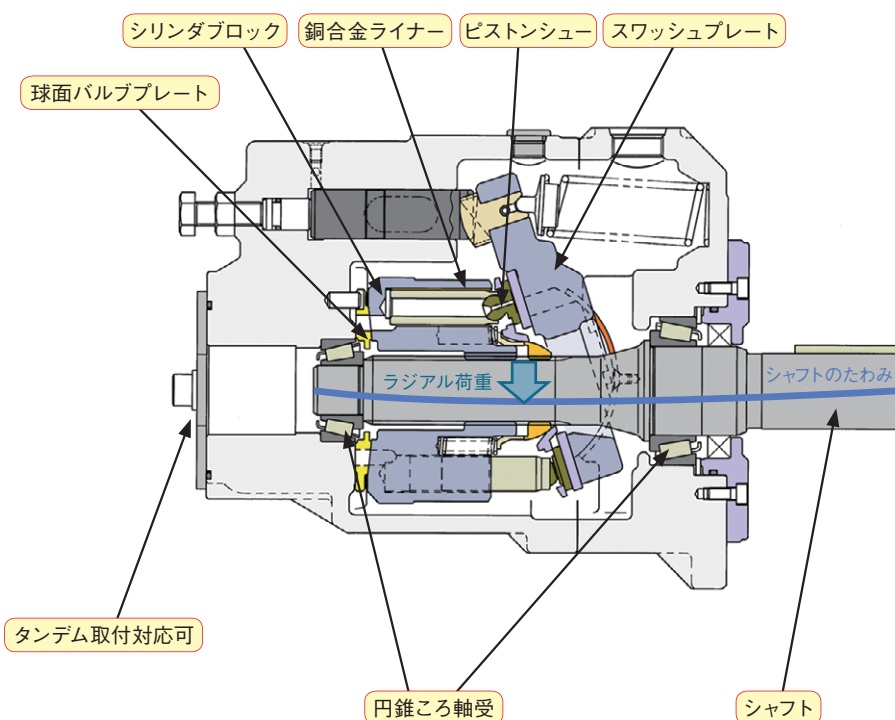 シリンダブロック
銅合金ライナー
ピストンシュー
スワッシュプレート
球面バルブプレート
ラジアル荷重
シャフトのたわみ
タンデム取付対応可
円錐ころ軸受
シャフト